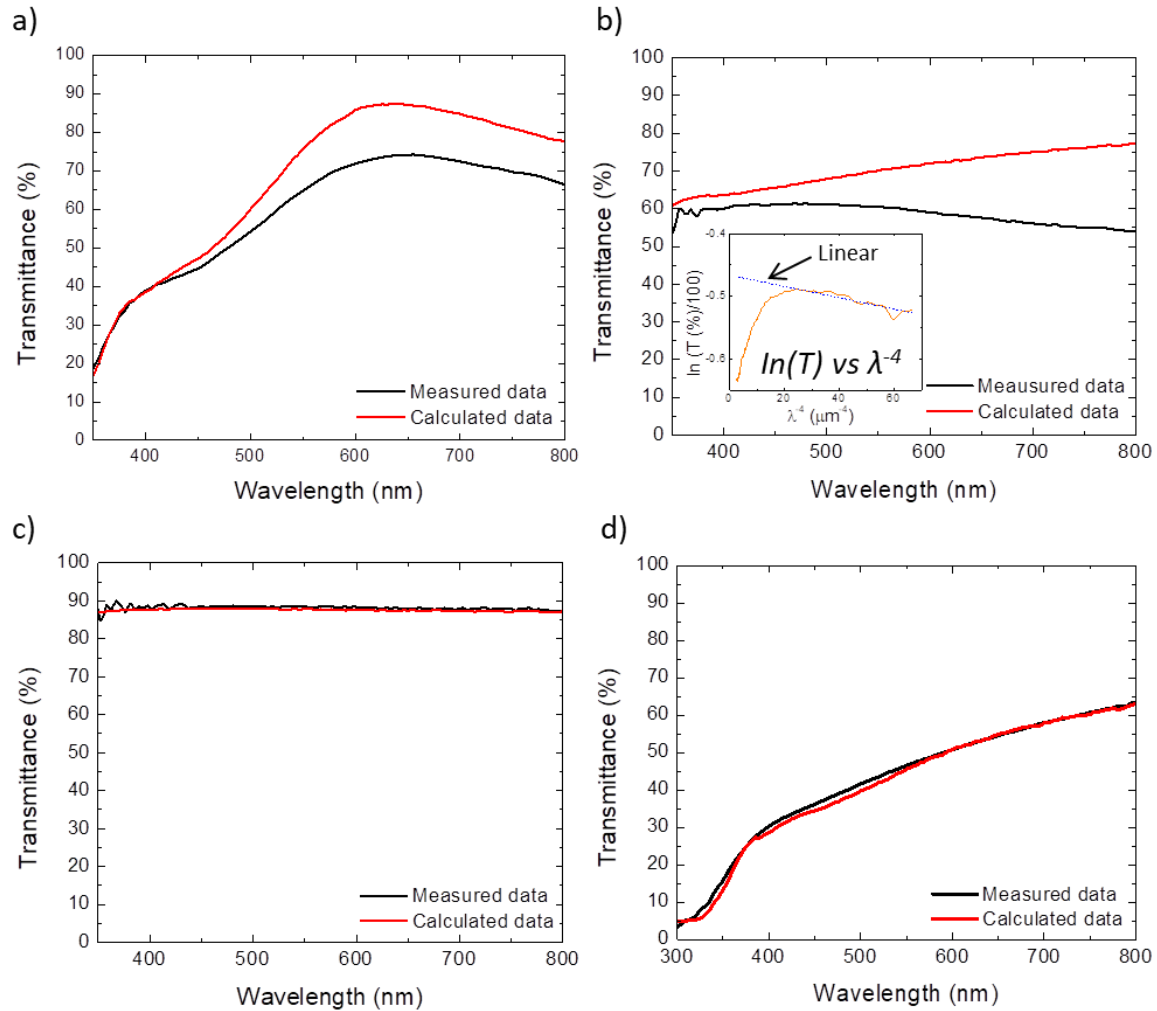 a)
100
90
80
70
60
50
40
30
20
10
0
Transmittance (%)
Measured data
Calculated data
400 500 600 700 800
Wavelength (nm)
b)
100
90
80
70
60
50
40
30
20
10
0
Transmittance (%)
-0.4
-0.5
-0.6
ln (T (%)/100)
Linear
ln(T) vs λ⁻⁴
0 20 40 60
λ⁻⁴ (μm⁻⁴)
Meausured data
Calculated data
400 500 600 700 800
Wavelength (nm)
c)
100
90
80
70
60
50
40
30
20
10
0
Transmittance (%)
Measured data
Calculated data
400 500 600 700 800
Wavelength (nm)
d)
100
90
80
70
60
50
40
30
20
10
0
Transmittance (%)
Measured data
Calculated data
300 400 500 600 700 800
Wavelength (nm)